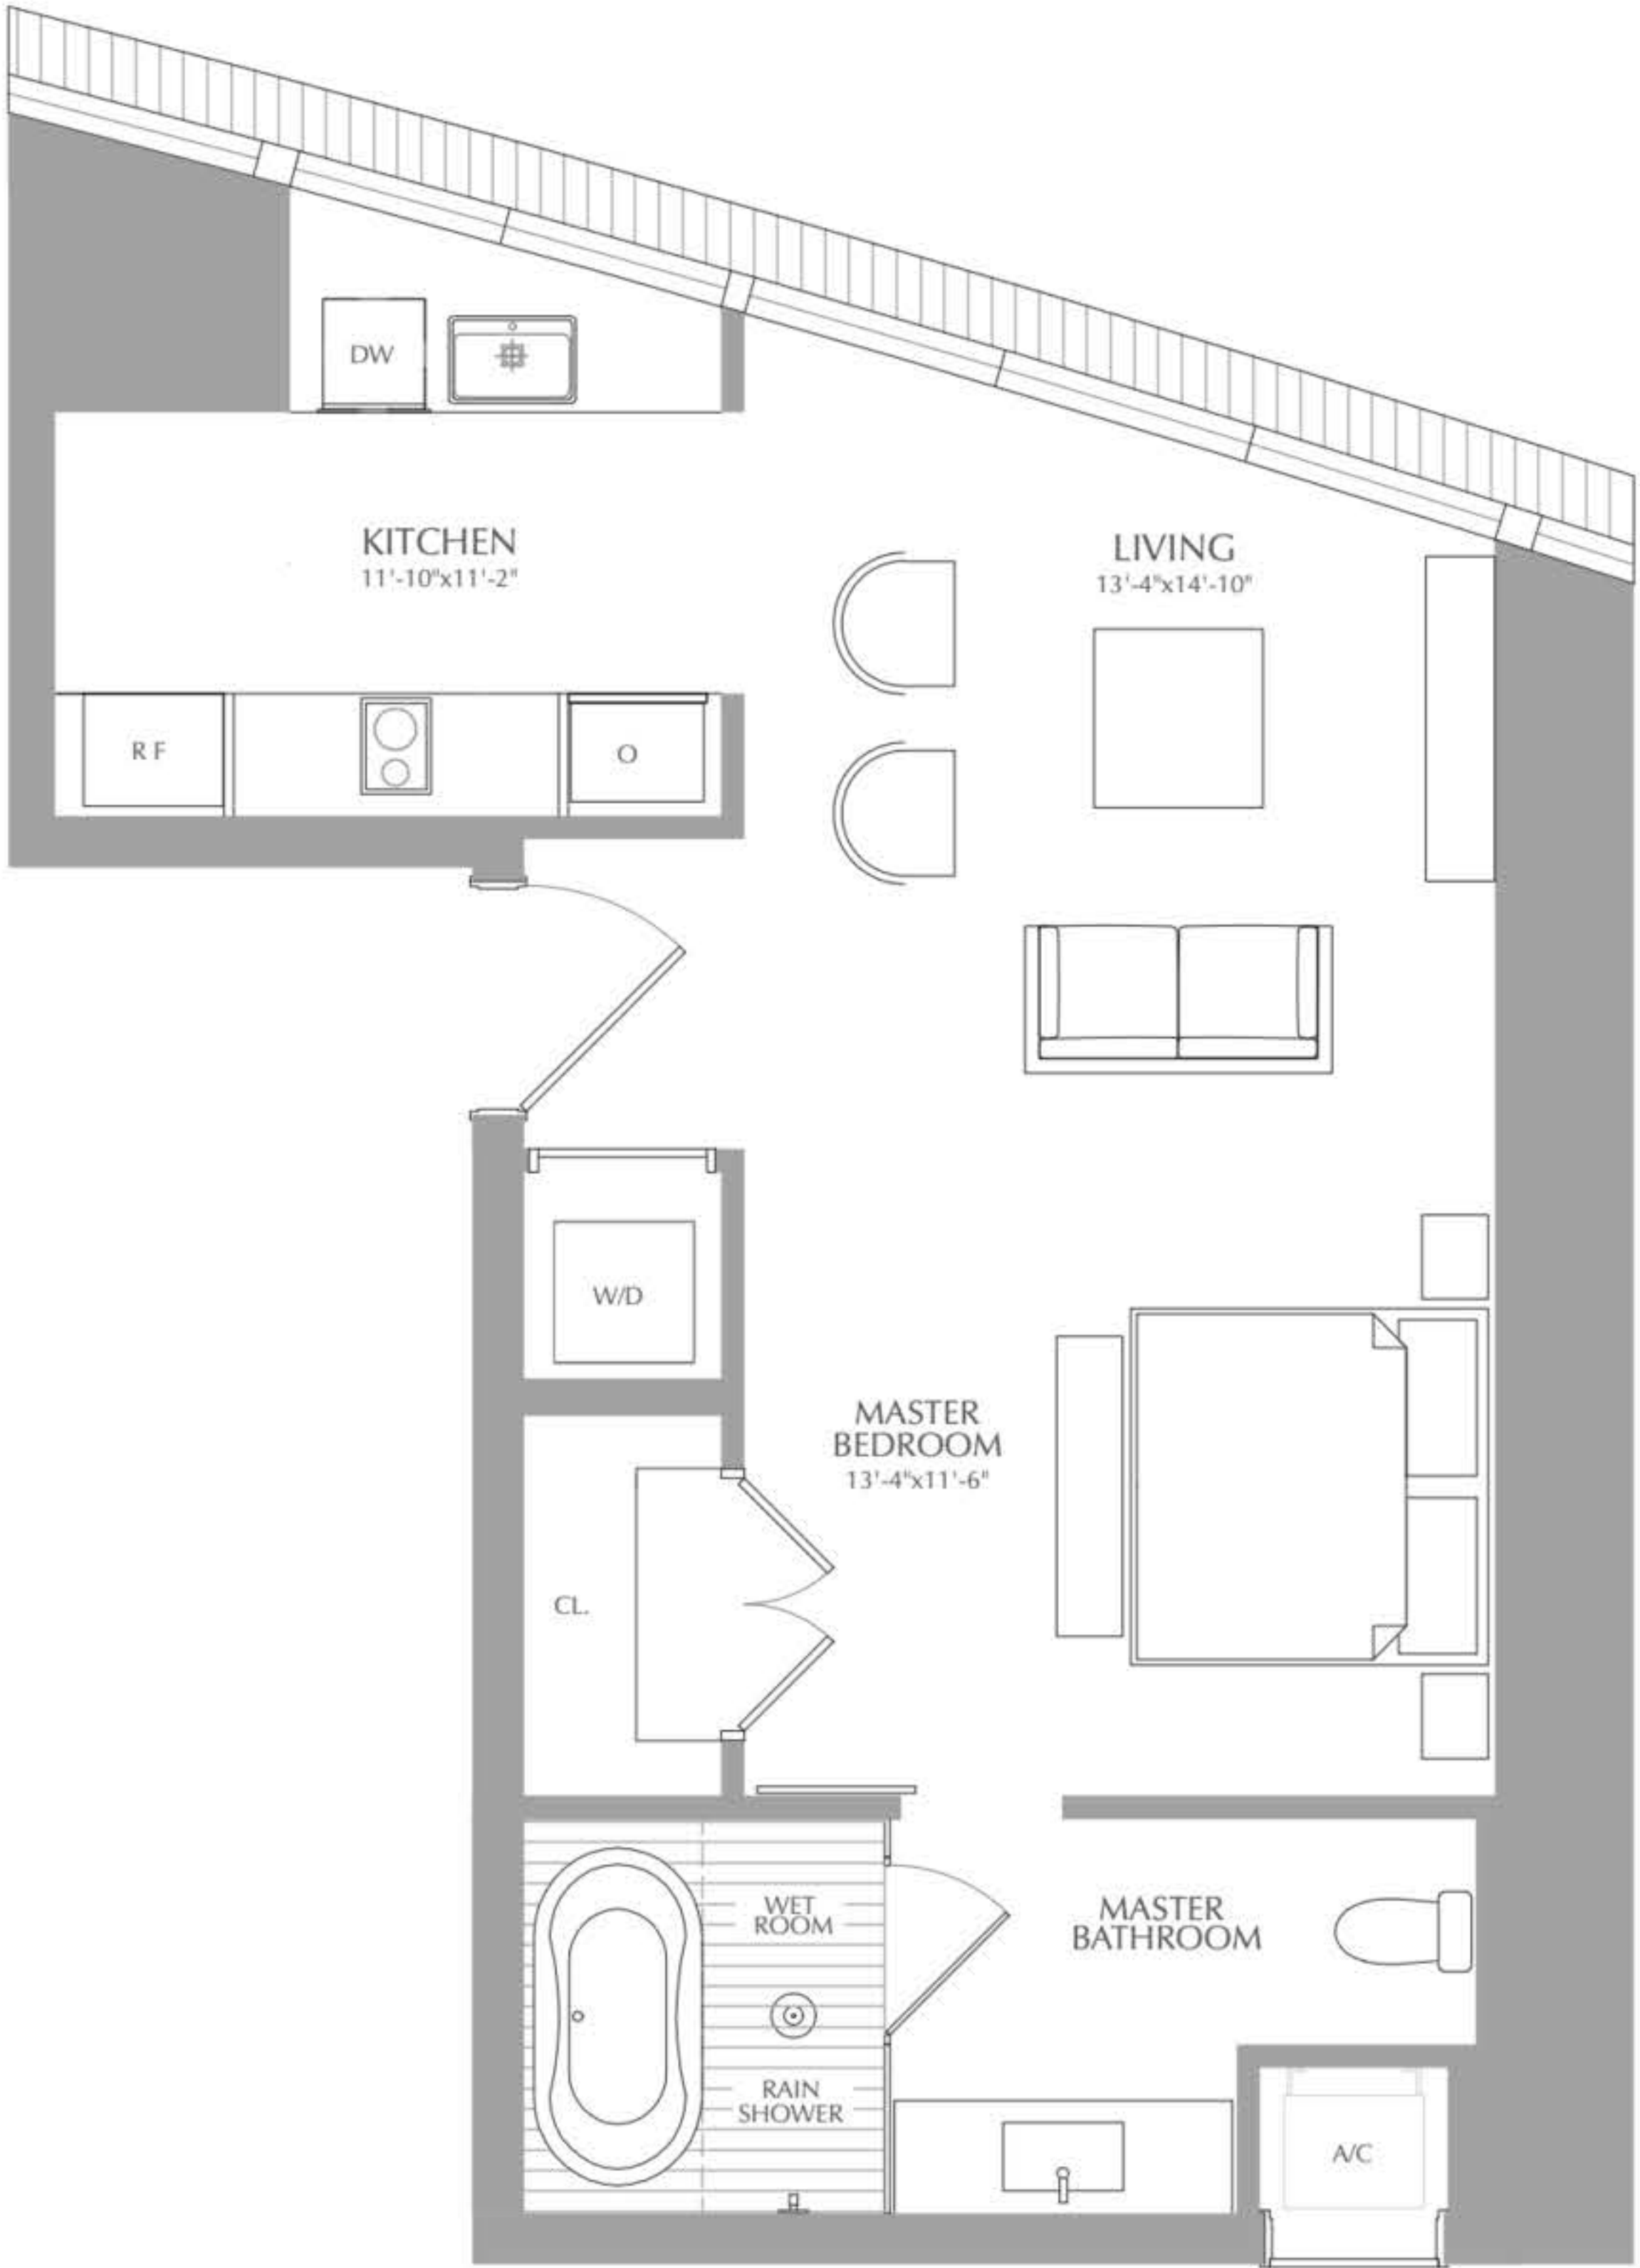 DW
KITCHEN
11'-10"x11'-2"
LIVING
13'-4"x14'-10"
R F
O
W/D
MASTER
BEDROOM
13'-4"x11'-6"
CL.
WET
ROOM
MASTER
BATHROOM
RAIN
SHOWER
A/C